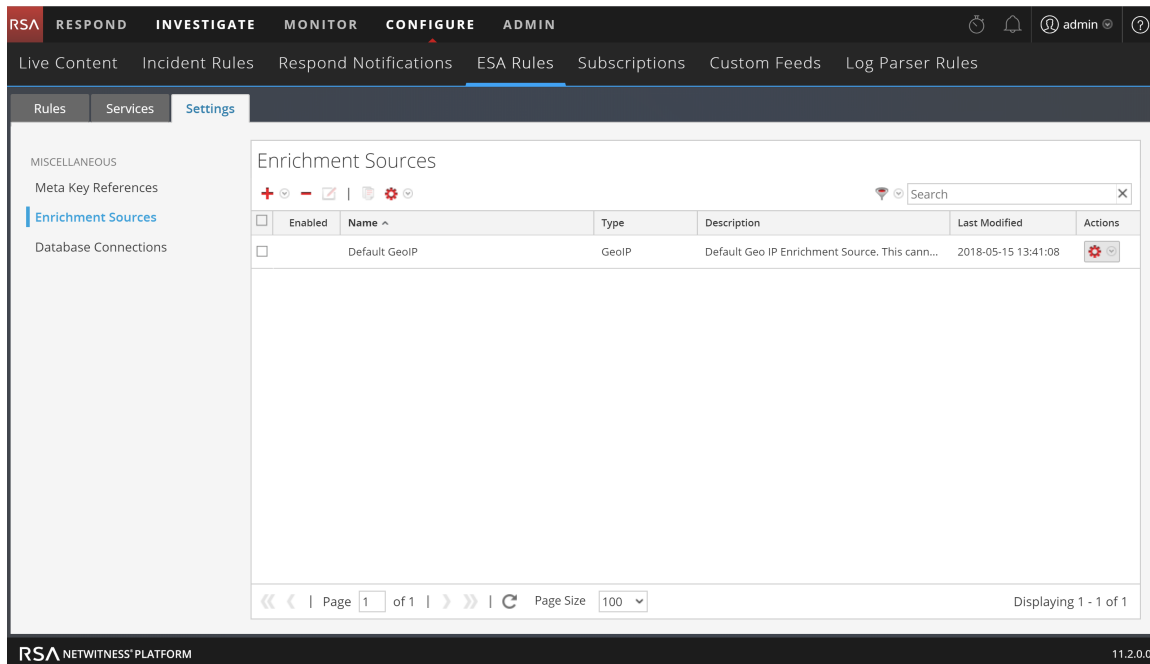 RSA RESPOND INVESTIGATE MONITOR CONFIGURE ADMIN admin ?
Live Content Incident Rules Respond Notifications ESA Rules Subscriptions Custom Feeds Log Parser Rules
Rules Services Settings
MISCELLANEOUS
Meta Key References
Enrichment Sources
Database Connections
Enrichment Sources
Search
Enabled Name Type Description Last Modified Actions
Default GeoIP GeoIP Default Geo IP Enrichment Source. This cann... 2018-05-15 13:41:08
Page 1 of 1 Page Size 100 Displaying 1 - 1 of 1
RSA NETWITNESS® PLATFORM 11.2.0.0